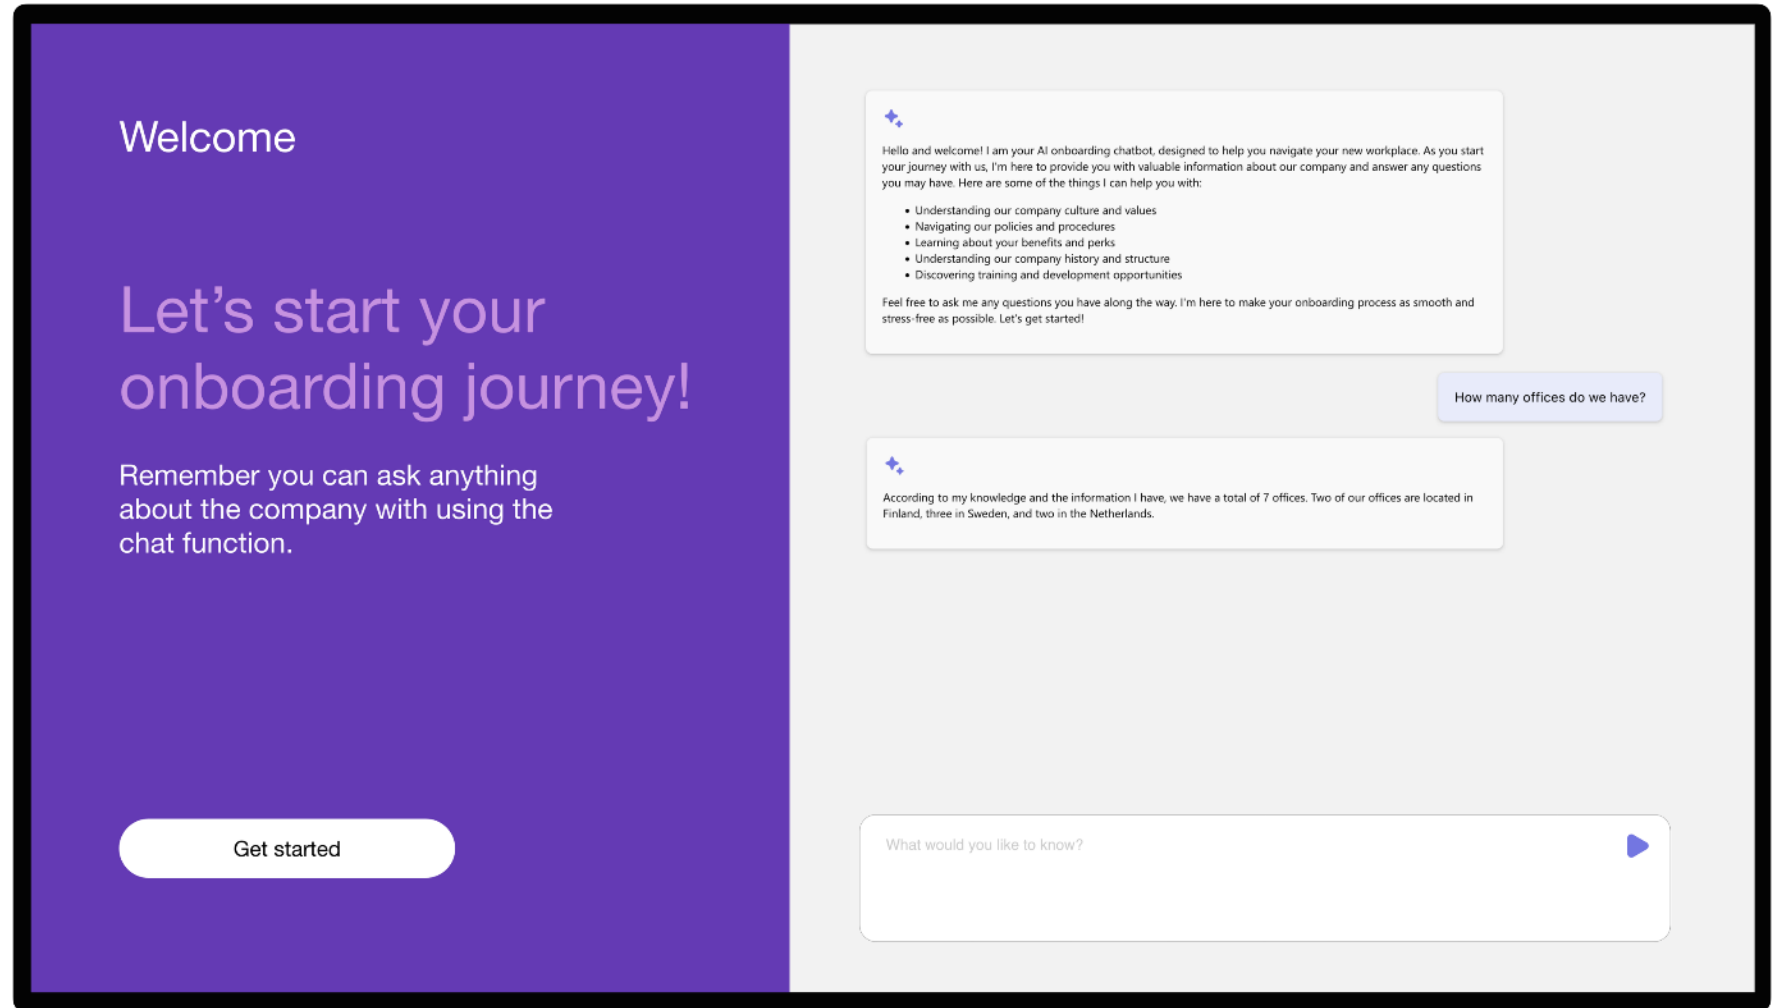 Welcome
Let’s start your
onboarding journey!
Remember you can ask anything
about the company with using the
chat function.
Get started
Hello and welcome! I am your AI onboarding chatbot, designed to help you navigate your new workplace. As you start
your journey with us, I'm here to provide you with valuable information about our company and answer any questions
you may have. Here are some of the things I can help you with:
• Understanding our company culture and values
• Navigating our policies and procedures
• Learning about your benefits and perks
• Understanding our company history and structure
• Discovering training and development opportunities
Feel free to ask me any questions you have along the way. I'm here to make your onboarding process as smooth and
stress-free as possible. Let's get started!
How many offices do we have?
According to my knowledge and the information I have, we have a total of 7 offices. Two of our offices are located in
Finland, three in Sweden, and two in the Netherlands.
What would you like to know?